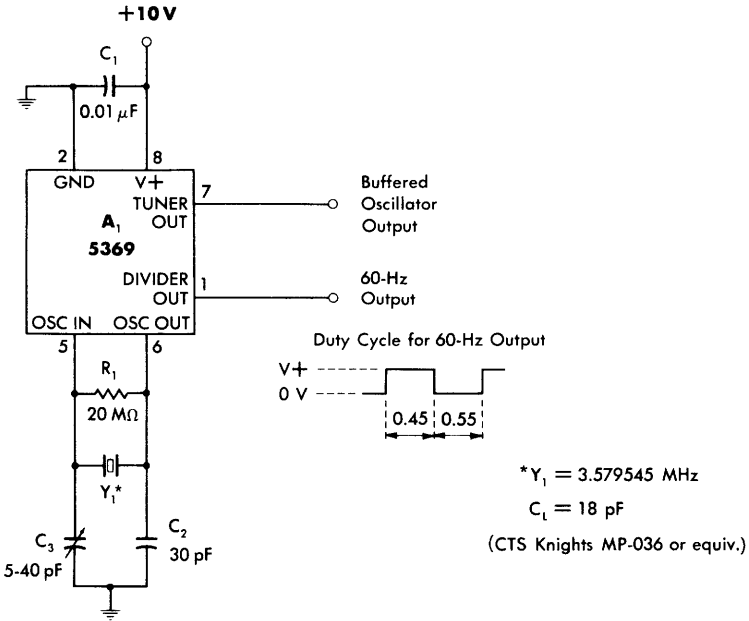 +10 V
C₁
0.01 μF
2
8
GND
V+
TUNER
OUT
7
Buffered
Oscillator
Output
A₁
5369
DIVIDER
OUT
1
60-Hz
Output
OSC IN
OSC OUT
5
6
Duty Cycle for 60-Hz Output
V+
0 V
0.45
0.55
R₁
20 MΩ
Y₁*
C₃
5-40 pF
C₂
30 pF
*Y₁ = 3.579545 MHz
C_L = 18 pF
(CTS Knights MP-036 or equiv.)